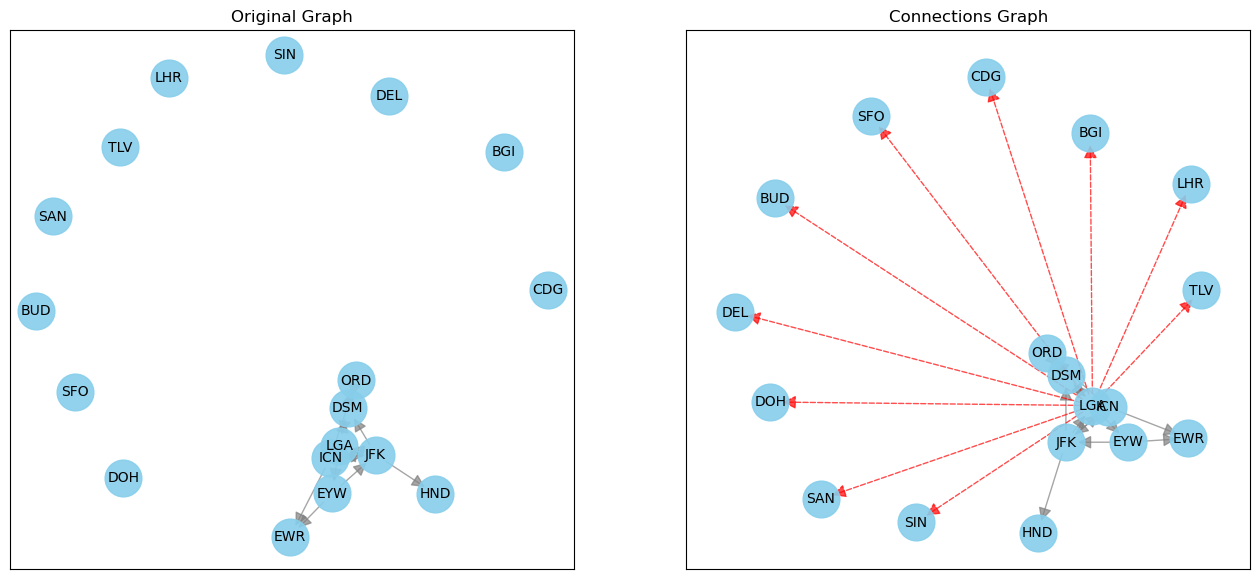 Original Graph
SIN
LHR
DEL
TLV
BGI
SAN
CDG
BUD
ORD
SFO
DSM
LGA
JFK
ICN
DOH
EYW
HND
EWR
Connections Graph
CDG
SFO
BGI
LHR
BUD
TLV
DEL
ORD
DSM
DOH
LGA
ICN
JFK
EYW
EWR
SAN
SIN
HND